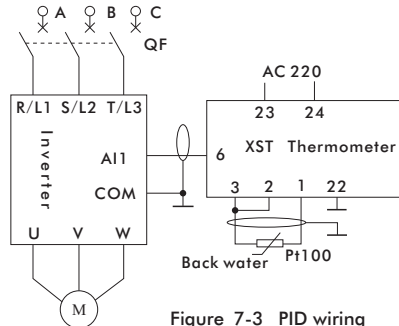 A B C
QF
R/L1 S/L2 T/L3
AC 220
23 24
Inverter
AI1
6
XST Thermometer
COM
3 2 1 22
U V W
Back water
Pt100
M
Figure 7-3 PID wiring